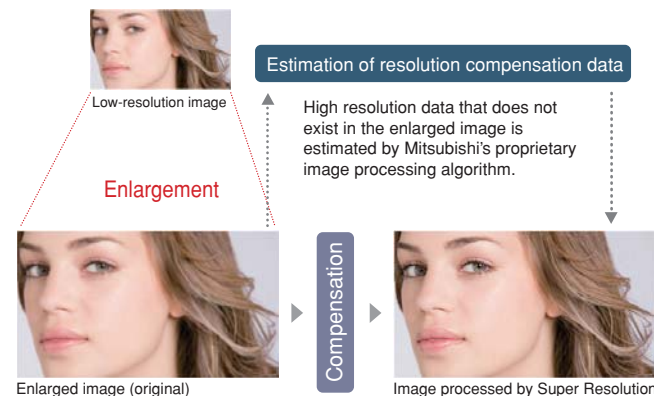 Estimation of resolution compensation data
Low-resolution image
High resolution data that does not
exist in the enlarged image is
estimated by Mitsubishi's proprietary
image processing algorithm.
Enlargement
Compensation
Enlarged image (original)
Image processed by Super Resolution